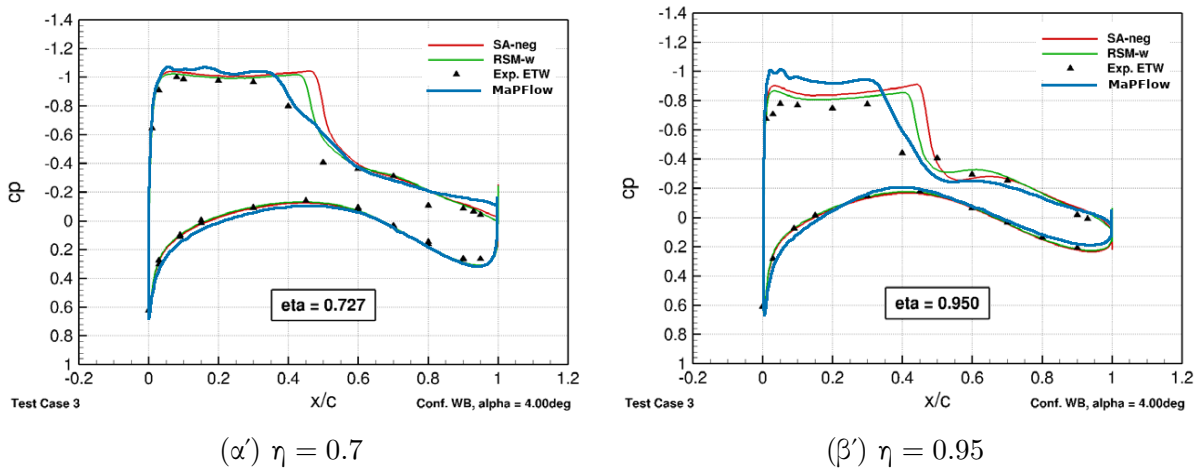 -1.4
-1.2
-1
-0.8
-0.6
-0.4
-0.2
0
0.2
0.4
0.6
0.8
1
cp
SA-neg
RSM-w
Exp. ETW
MaPFlow
eta = 0.727
-0.2 0 0.2 0.4 0.6 0.8 1 1.2
Test Case 3 x/c Conf. WB, alpha = 4.00deg
(α′) η = 0.7
-1.4
-1.2
-1
-0.8
-0.6
-0.4
-0.2
0
0.2
0.4
0.6
0.8
1
cp
SA-neg
RSM-w
Exp. ETW
MaPFlow
eta = 0.950
-0.2 0 0.2 0.4 0.6 0.8 1 1.2
Test Case 3 x/c Conf. WB, alpha = 4.00deg
(β′) η = 0.95